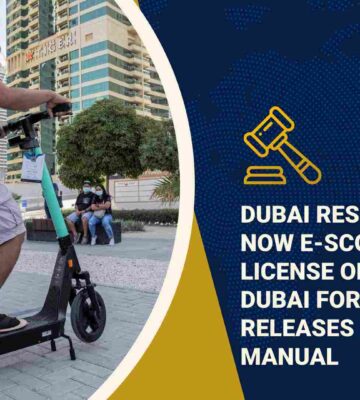 DUBAI RES
NOW E-SCO
LICENSE O
DUBAI FOR
RELEASES
MANUAL